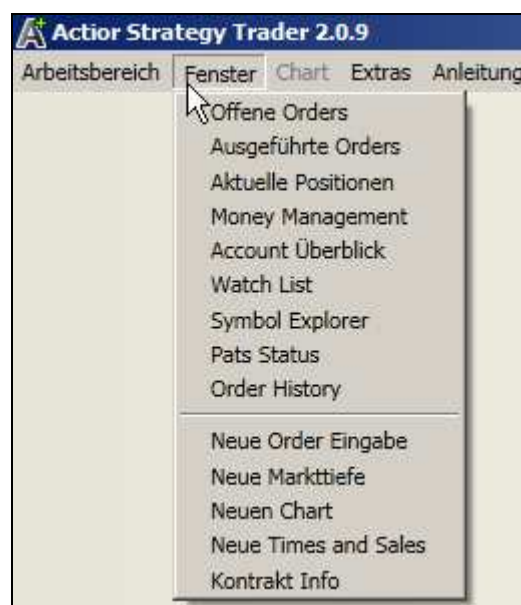 Actior Strategy Trader 2.0.9
Arbeitsbereich Fenster Chart Extras Anleitung
Offene Orders
Ausgeführte Orders
Aktuelle Positionen
Money Management
Account Überblick
Watch List
Symbol Explorer
Pats Status
Order History
Neue Order Eingabe
Neue Markttiefe
Neuen Chart
Neue Times and Sales
Kontrakt Info